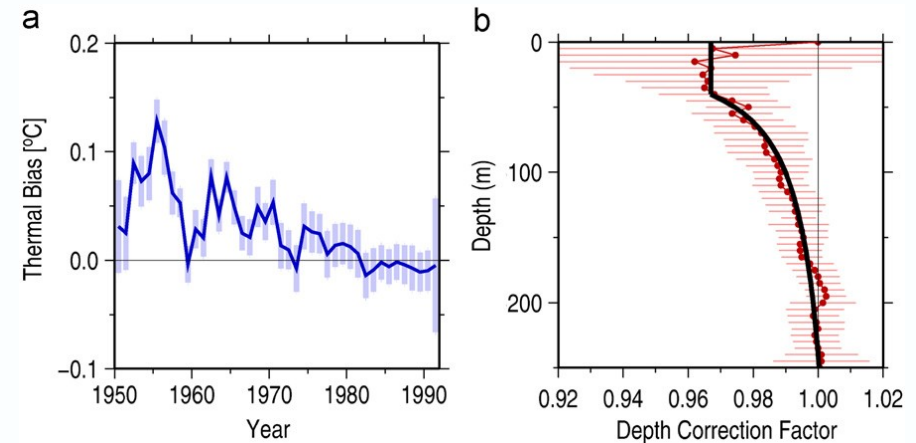 a
Thermal Bias [ºC]
0.2
0.1
0.0
−0.1
1950 1960 1970 1980 1990
Year
b
Depth (m)
0
100
200
0.92 0.94 0.96 0.98 1.00 1.02
Depth Correction Factor